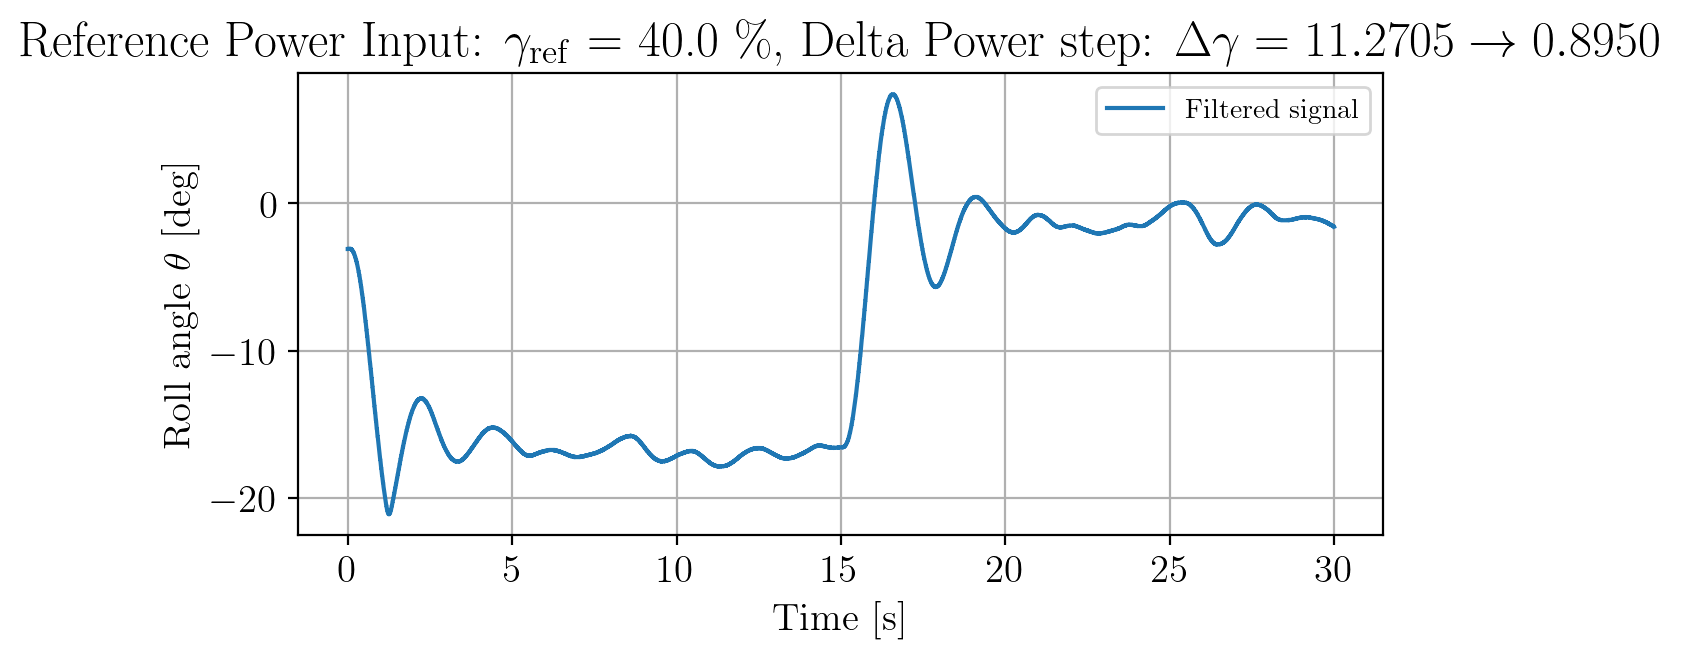 Reference Power Input: γref = 40.0 %, Delta Power step: Δγ = 11.2705 → 0.8950
Filtered signal
Roll angle θ [deg]
0
−10
−20
0 5 10 15 20 25 30
Time [s]